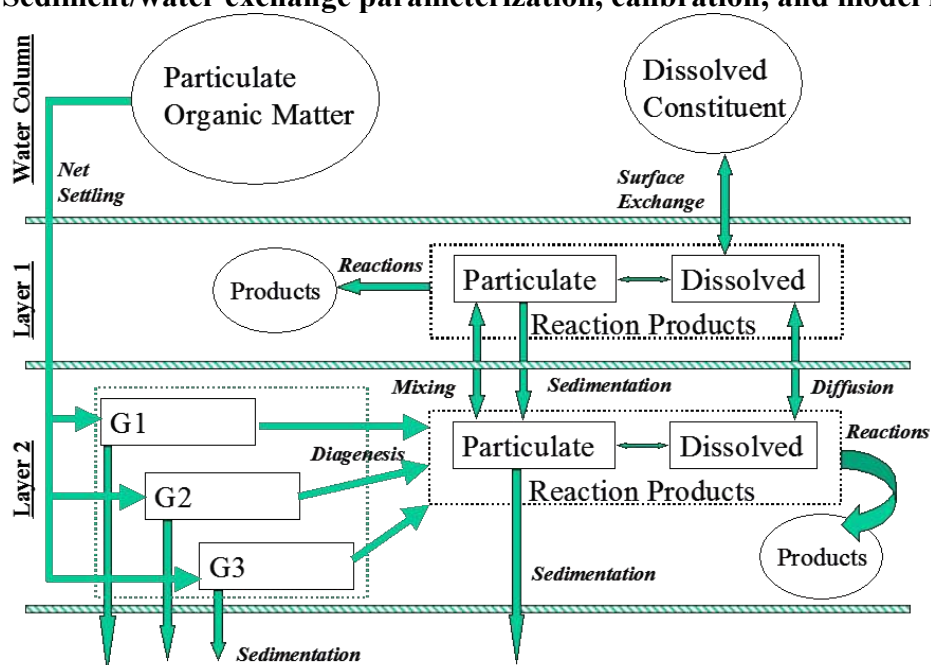 Sediment/water exchange parameterization, calibration, and model
Water Column
Particulate
Organic Matter
Dissolved
Constituent
Net
Settling
Surface
Exchange
Layer 1
Reactions
Products
Particulate
Dissolved
Reaction Products
Mixing
Sedimentation
Diffusion
Layer 2
G1
G2
G3
Diagenesis
Particulate
Dissolved
Reaction Products
Reactions
Products
Sedimentation
Sedimentation